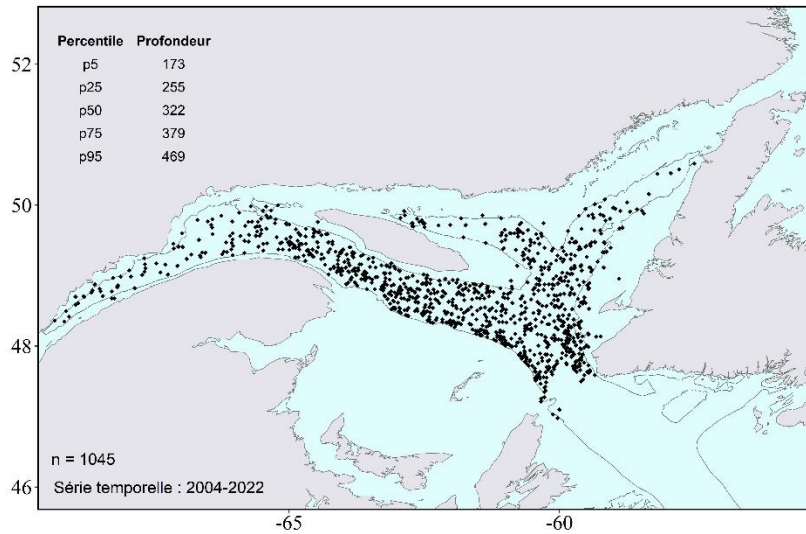 Percentile Profondeur
p5 173
p25 255
p50 322
p75 379
p95 469
52
50
48
46
n = 1045
Série temporelle : 2004-2022
-65 -60